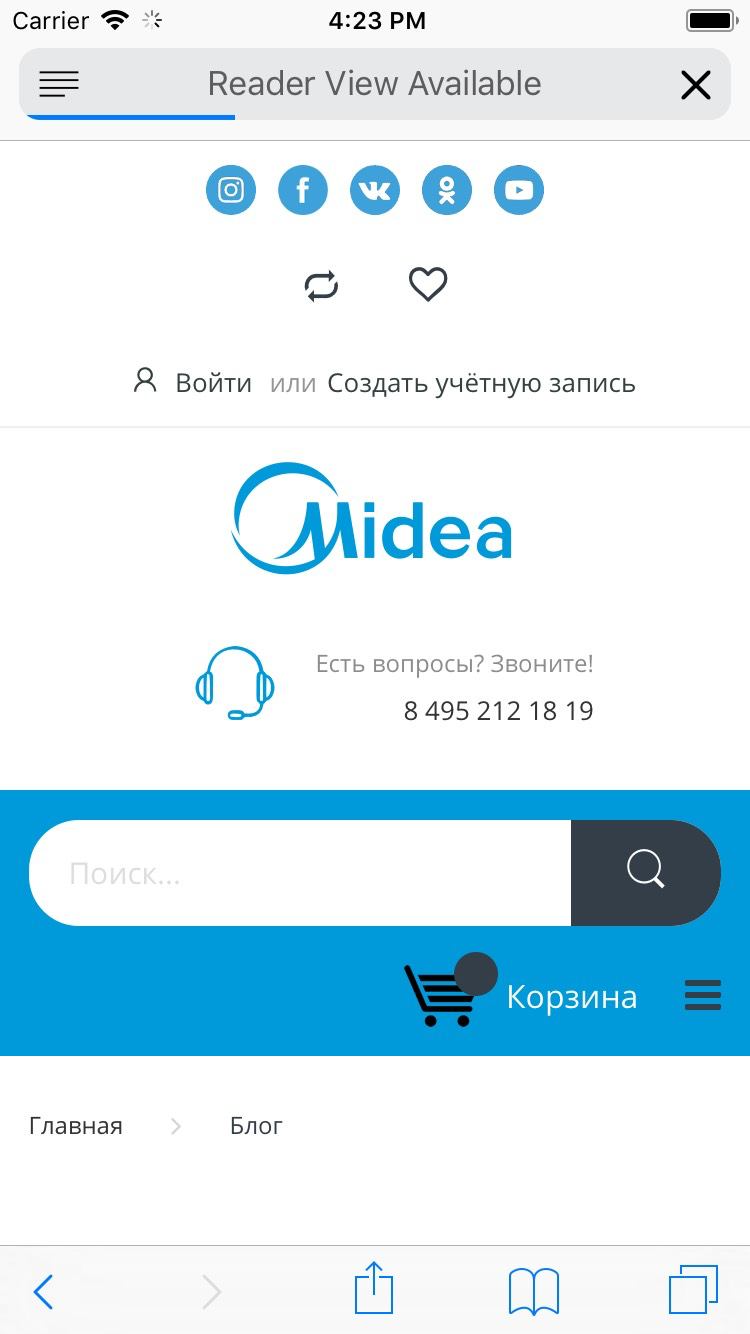 Carrier 4:23 PM
Reader View Available
Войти или Создать учётную запись
Midea
Есть вопросы? Звоните!
8 495 212 18 19
Поиск...
Корзина
Главная Блог